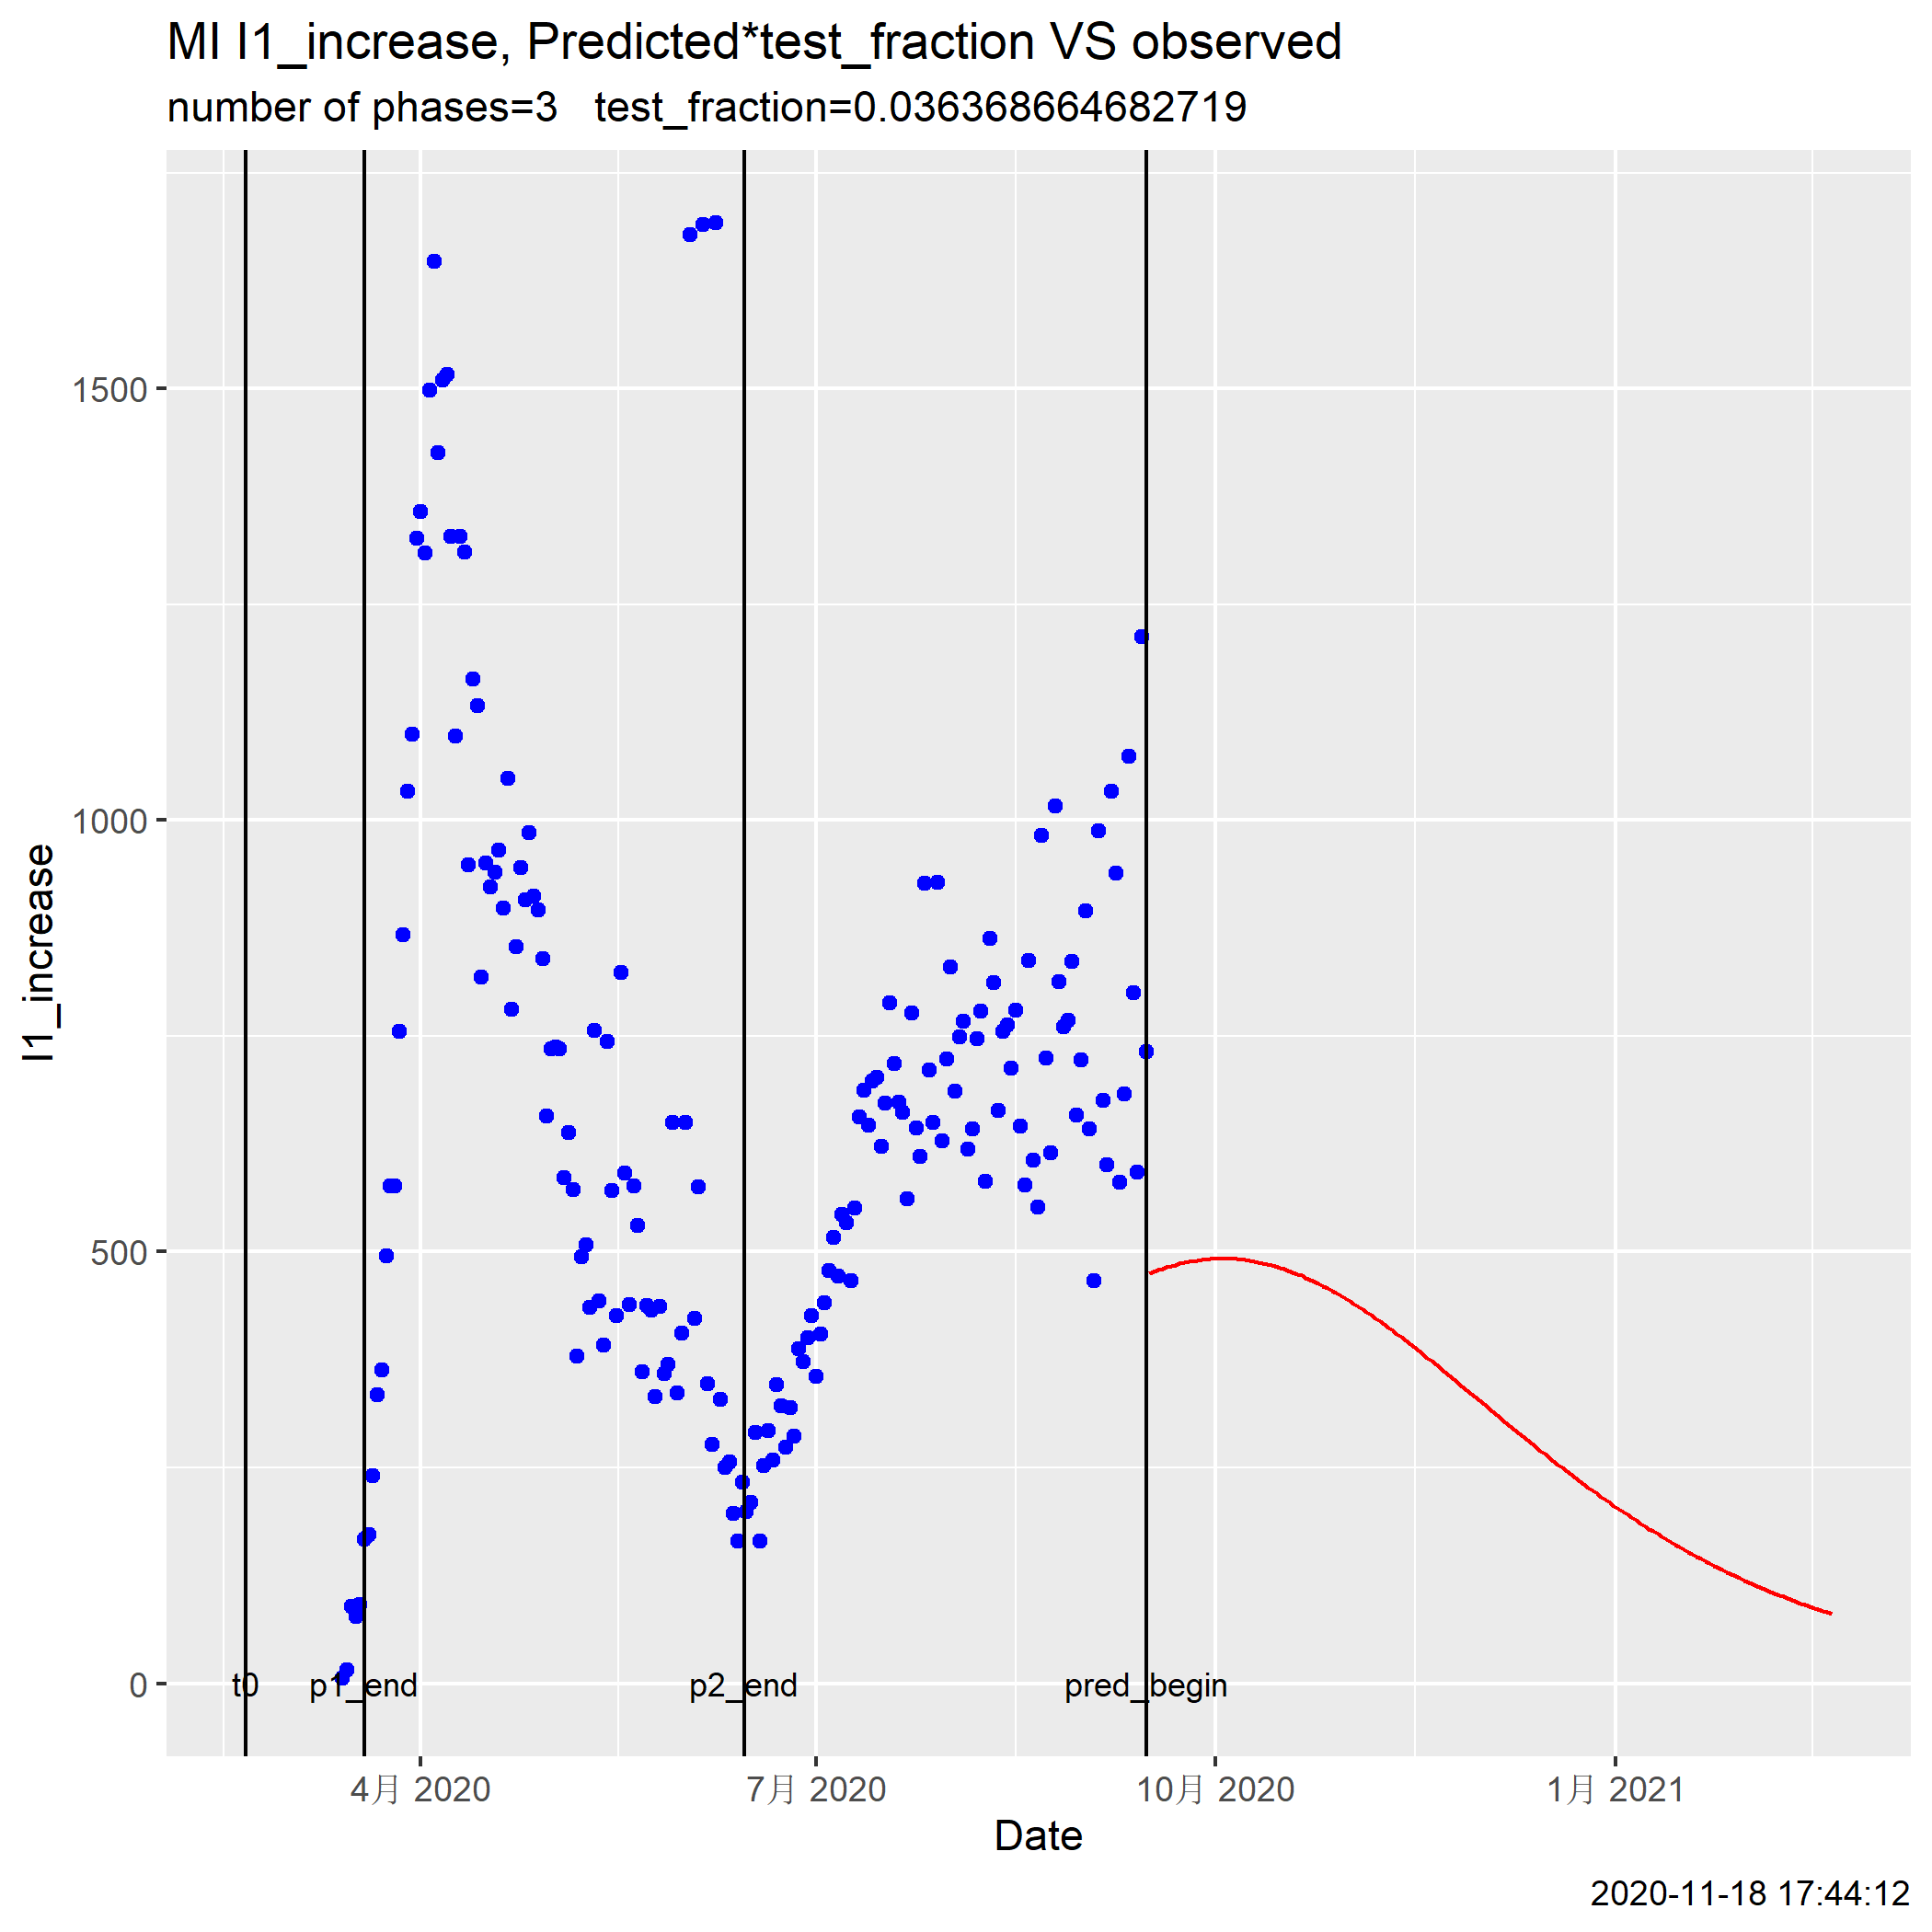 MI I1_increase, Predicted*test_fraction VS observed
number of phases=3   test_fraction=0.036368664682719
I1_increase
1500
1000
500
0
t0
p1_end
p2_end
pred_begin
4月 2020
7月 2020
10月 2020
1月 2021
Date
2020-11-18 17:44:12